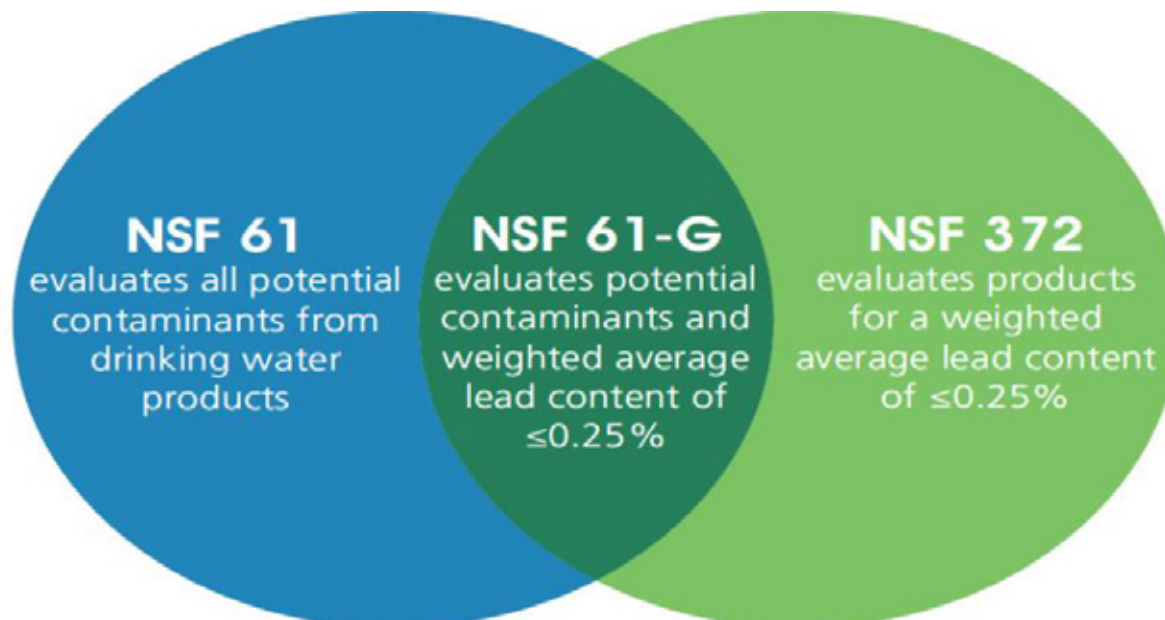 NSF 61
evaluates all potential
contaminants from
drinking water
products
NSF 61-G
evaluates potential
contaminants and
weighted average
lead content of
≤0.25%
NSF 372
evaluates products
for a weighted
average lead content
of ≤0.25%